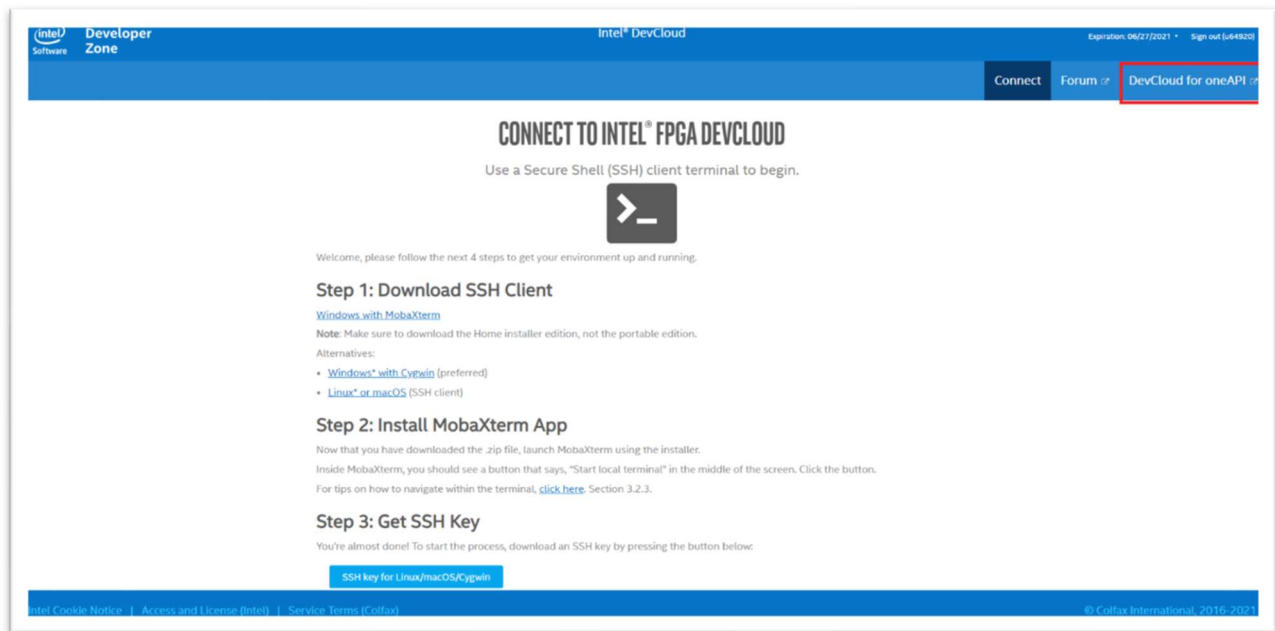 (intel) Developer
Software Zone
Intel® DevCloud
Expiration: 06/27/2021 • Sign out (u64920)
Connect Forum DevCloud for oneAPI
CONNECT TO INTEL® FPGA DEVCLOUD
Use a Secure Shell (SSH) client terminal to begin.
>_
Welcome, please follow the next 4 steps to get your environment up and running.
Step 1: Download SSH Client
Windows with MobaXterm
Note: Make sure to download the Home installer edition, not the portable edition.
Alternatives:
• Windows* with Cygwin (preferred)
• Linux* or macOS (SSH client)
Step 2: Install MobaXterm App
Now that you have downloaded the .zip file, launch MobaXterm using the installer.
Inside MobaXterm, you should see a button that says, “Start local terminal” in the middle of the screen. Click the button.
For tips on how to navigate within the terminal, click here. Section 3.2.3.
Step 3: Get SSH Key
You're almost done! To start the process, download an SSH key by pressing the button below:
SSH key for Linux/macOS/Cygwin
Intel Cookie Notice | Access and License (Intel) | Service Terms (Colfax)
© Colfax International, 2016-2021